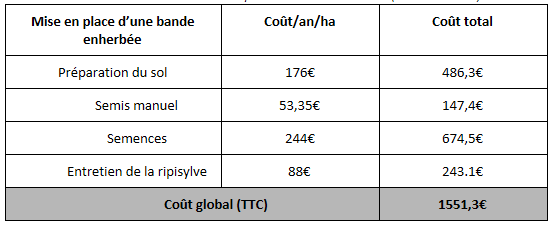 Mise en place d'une bande enherbée Coût/an/ha Coût total
Préparation du sol 176€ 486,3€
Semis manuel 53,35€ 147,4€
Semences 244€ 674,5€
Entretien de la ripisylve 88€ 243.1€
Coût global (TTC) 1551,3€